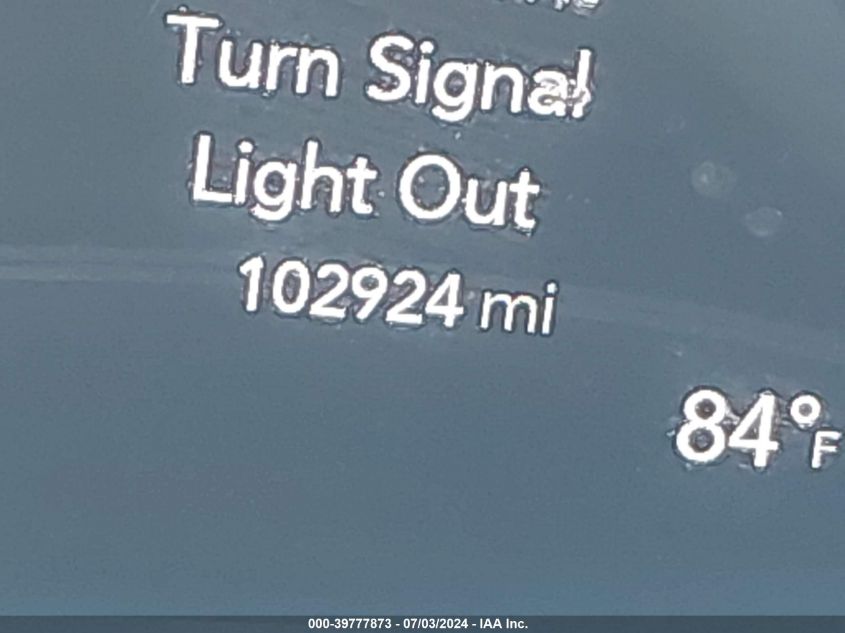 Turn Signal
Light Out
102924 mi
84°F
000-39777873 - 07/03/2024 - IAA Inc.